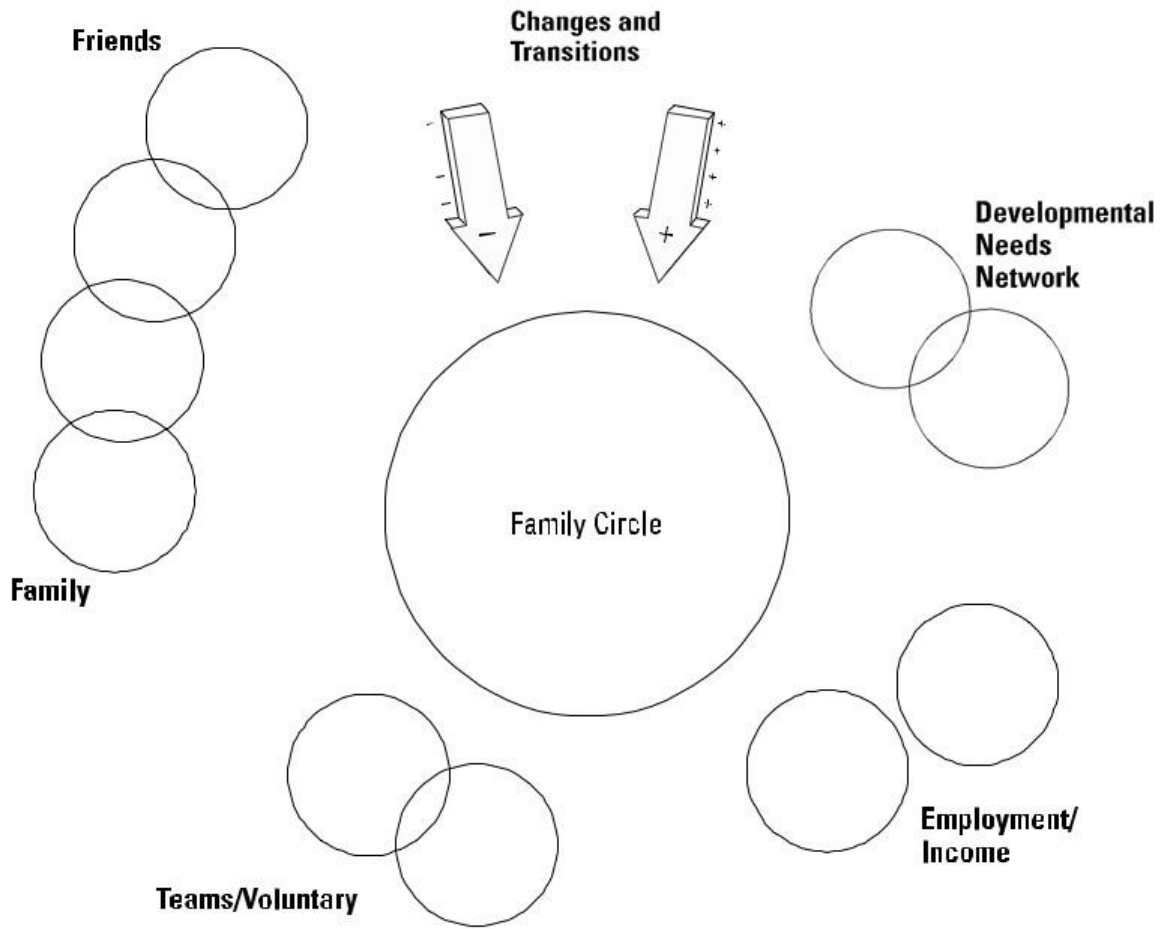 Friends
Changes and
Transitions
-
-
-
-
+
+
+
+
+
Developmental
Needs
Network
Family Circle
Family
Teams/Voluntary
Employment/
Income